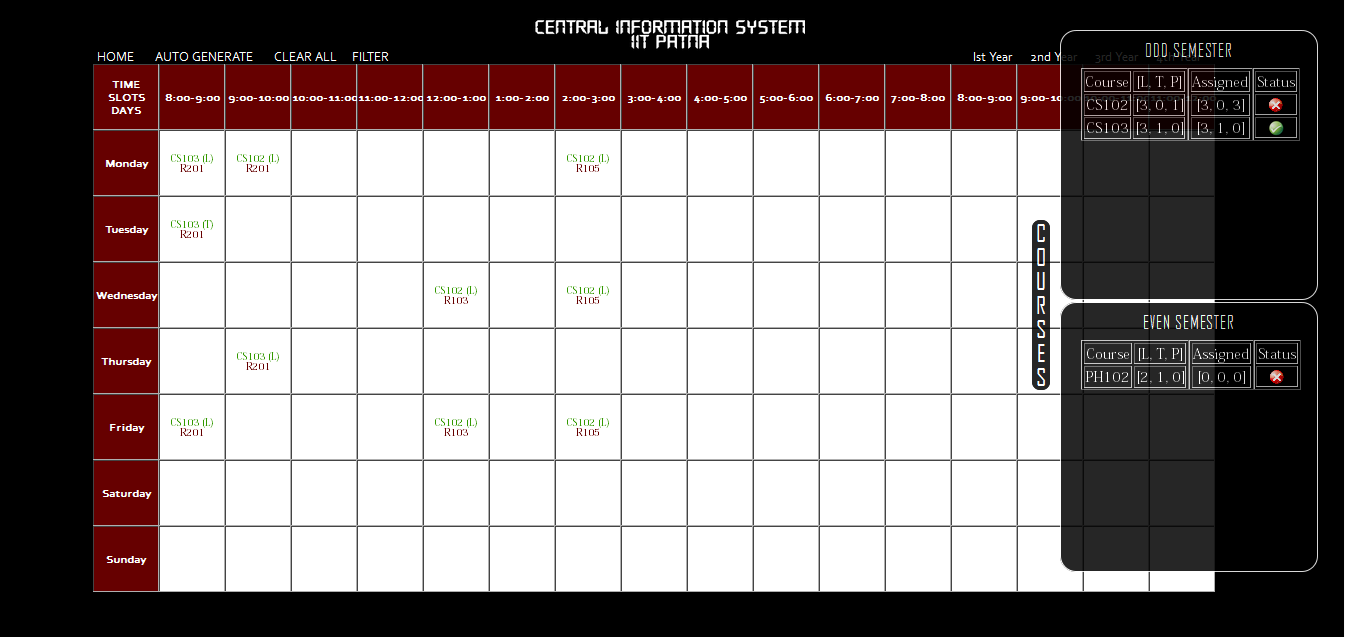 CENTRAL INFORMATION SYSTEM
IIT PATNA
HOME AUTO GENERATE CLEAR ALL FILTER 1st Year 2nd Year 3rd Year
TIME SLOTS DAYS 8:00-9:00 9:00-10:00 10:00-11:00 11:00-12:00 12:00-1:00 1:00-2:00 2:00-3:00 3:00-4:00 4:00-5:00 5:00-6:00 6:00-7:00 7:00-8:00 8:00-9:00
Monday CS103 (L) R201 CS102 (L) R201 CS102 (L) R105
Tuesday CS103 (T) R201
Wednesday CS102 (L) R103 CS102 (L) R105
Thursday CS103 (L) R201
Friday CS103 (L) R201 CS102 (L) R103 CS102 (L) R105
Saturday
Sunday
COURSES
ODD SEMESTER
Course [L, T, P] Assigned Status
CS102 [3, 0, 1] [3, 0, 3]
CS103 [3, 1, 0] [3, 1, 0]
EVEN SEMESTER
Course [L, T, P] Assigned Status
PH102 [2, 1, 0] [0, 0, 0]